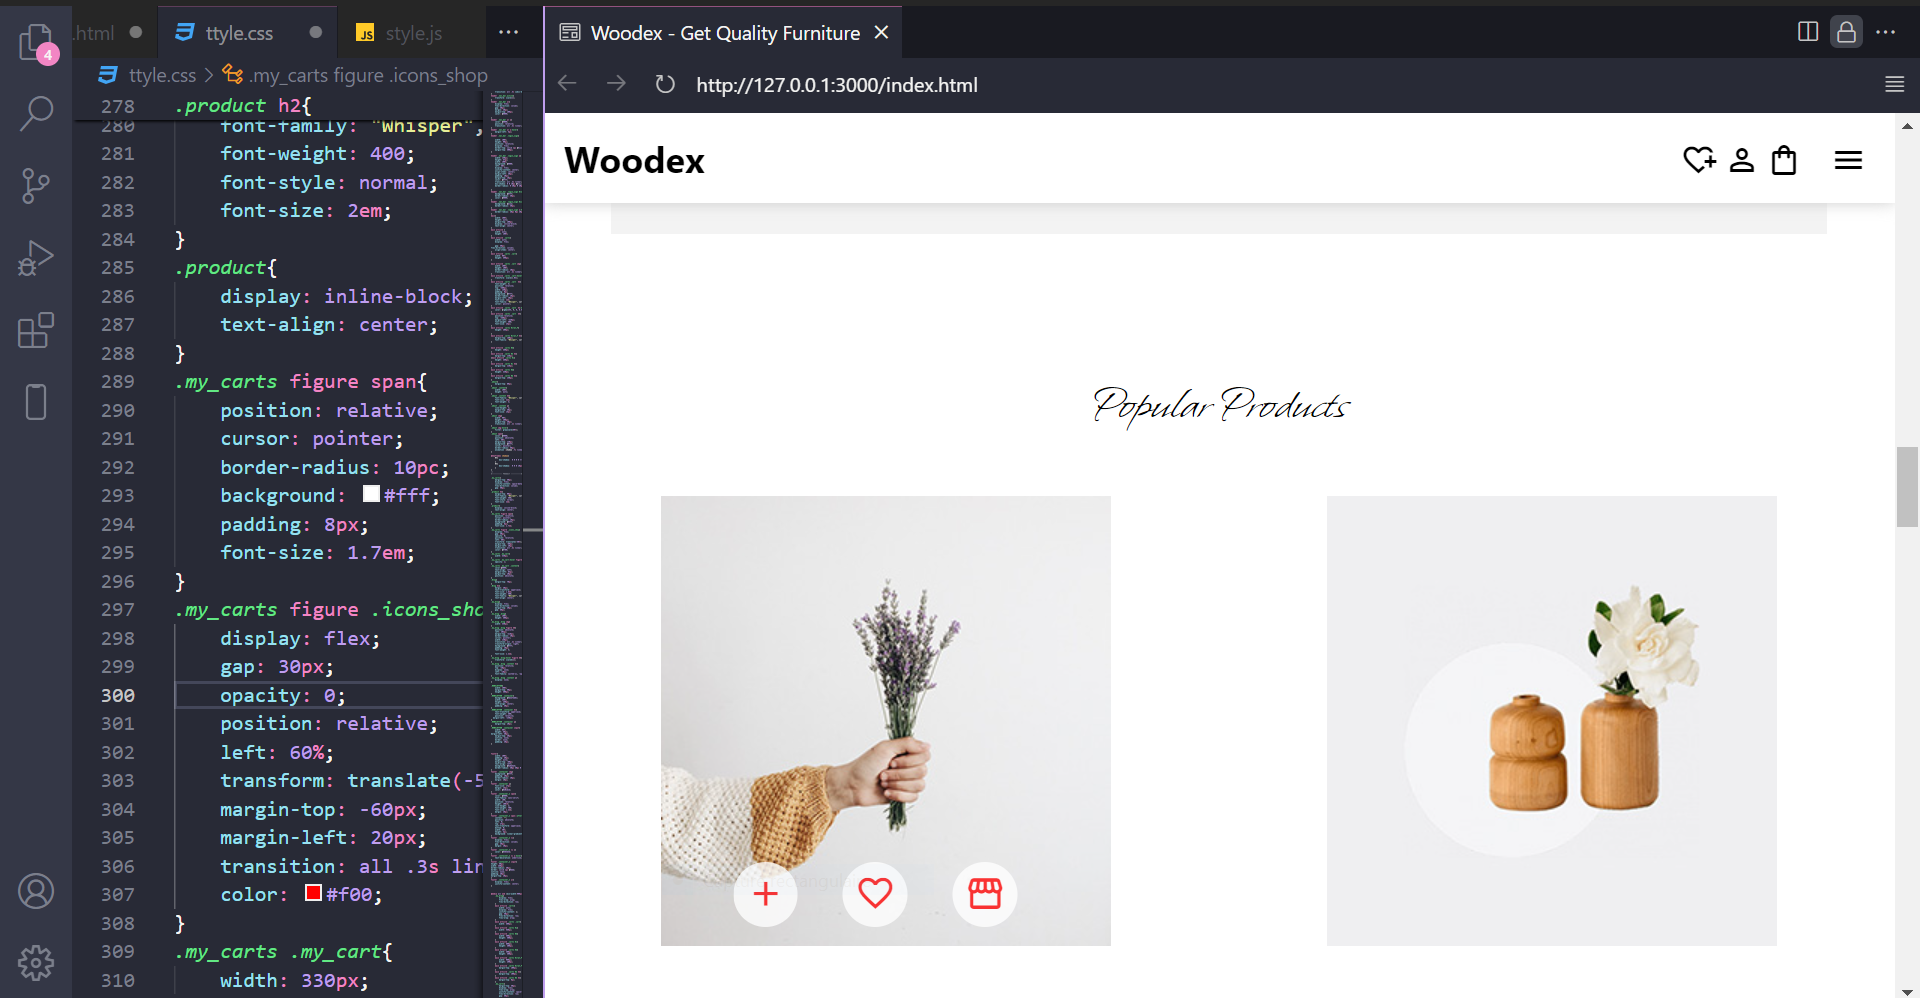 4
.html
ttyle.css
style.js
ttyle.css > .my_carts figure .icons_shop
278 .product h2{
280 font-family: "Whisper",
281 font-weight: 400;
282 font-style: normal;
283 font-size: 2em;
284 }
285 .product{
286 display: inline-block;
287 text-align: center;
288 }
289 .my_carts figure span{
290 position: relative;
291 cursor: pointer;
292 border-radius: 10pc;
293 background: #fff;
294 padding: 8px;
295 font-size: 1.7em;
296 }
297 .my_carts figure .icons_sho
298 display: flex;
299 gap: 30px;
300 opacity: 0;
301 position: relative;
302 left: 60%;
303 transform: translate(-5
304 margin-top: -60px;
305 margin-left: 20px;
306 transition: all .3s lin
307 color: #f00;
308 }
309 .my_carts .my_cart{
310 width: 330px;
Woodex - Get Quality Furniture
http://127.0.0.1:3000/index.html
Woodex
Popular Products